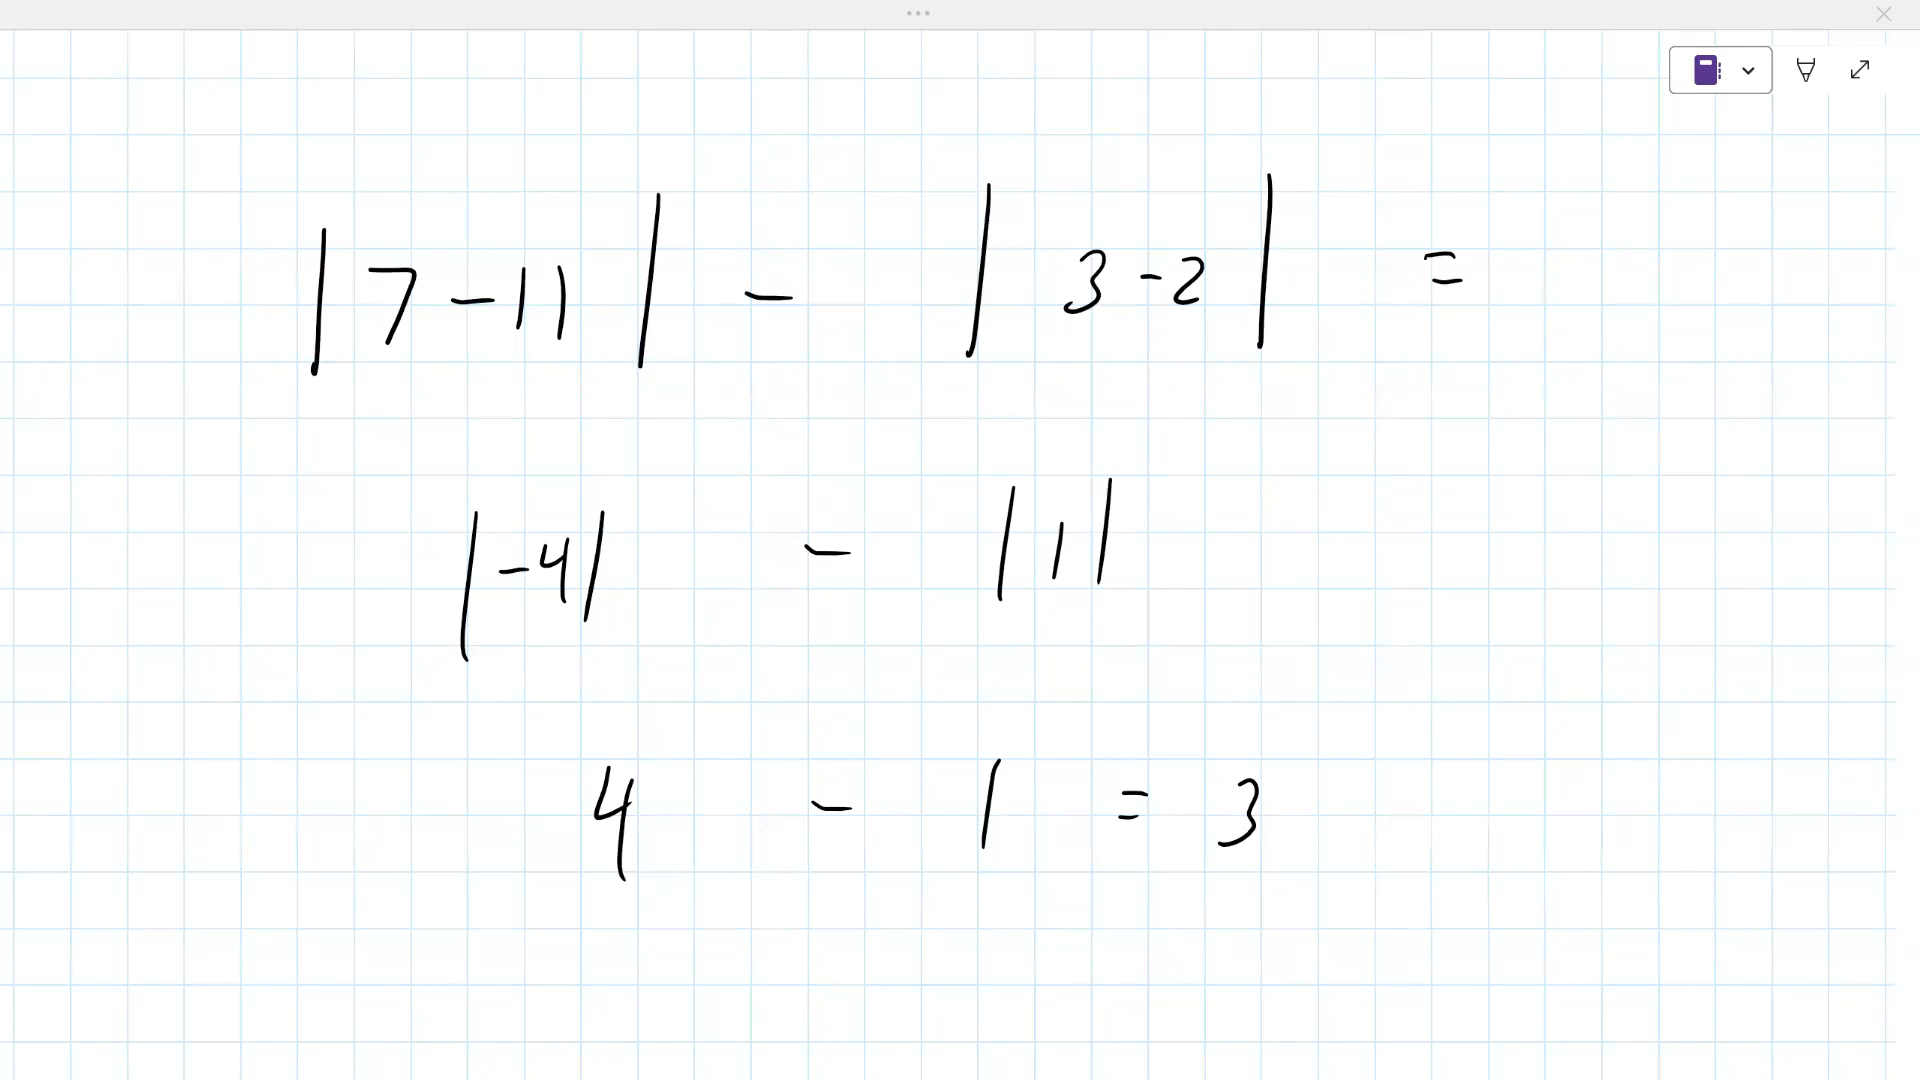 |7-11| - |3-2| =
|-4| - |1|
4 - 1 = 3